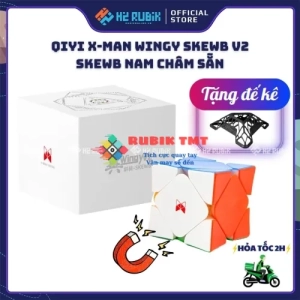 H2 RUBIK
OFFICIAL
STORE
QIYI X-MAN WINGY SKEWB V2
SKEWB NAM CHÂM SẴN
Tặng đế kê
RUBIK TMT
Tích cực quay tay
Vận may sẽ đến
HỎA TỐC 2H